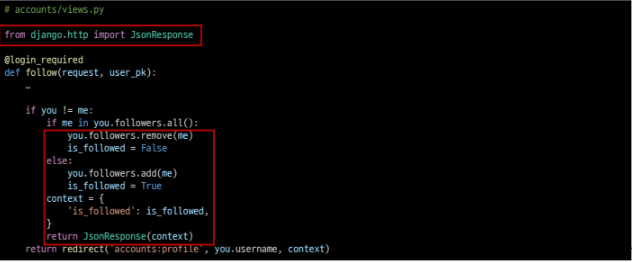 # accounts/views.py
from django.http import JsonResponse
@login_required
def follow(request, user_pk):
    …
    if you != me:
        if me in you.followers.all():
            you.followers.remove(me)
            is_followed = False
        else:
            you.followers.add(me)
            is_followed = True
        context = {
            'is_followed': is_followed,
        }
        return JsonResponse(context)
    return redirect('accounts:profile', you.username, context)